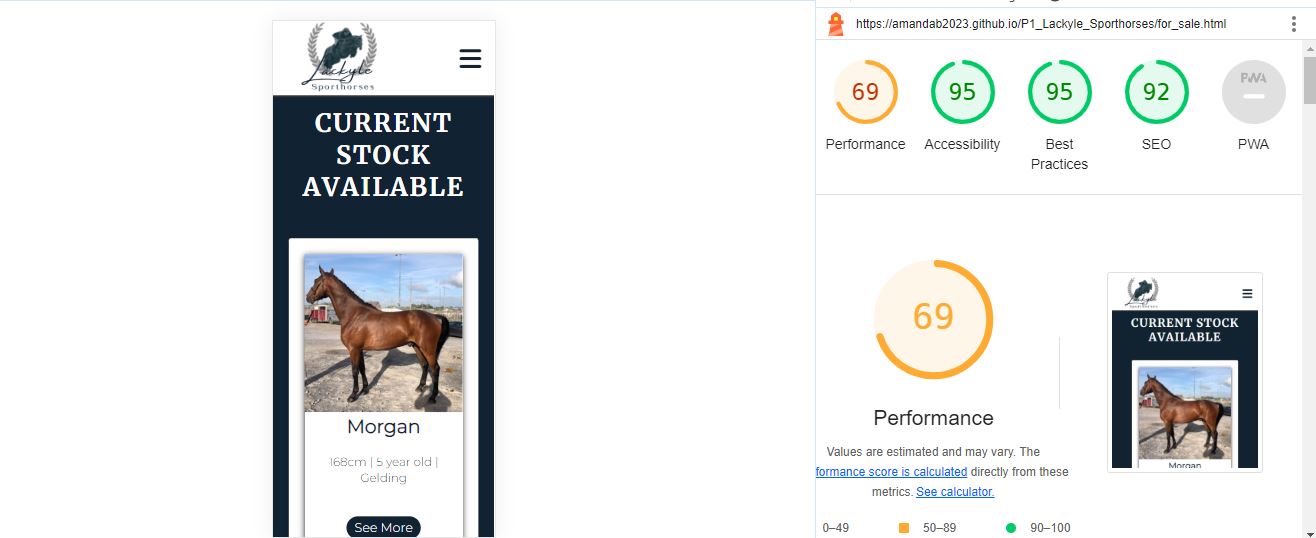 Lackyle
Sporthorses
CURRENT
STOCK
AVAILABLE
Morgan
168cm | 5 year old |
Gelding
See More
https://amandab2023.github.io/P1_Lackyle_Sporthorses/for_sale.html
69
95
95
92
PWA
Performance
Accessibility
Best
Practices
SEO
PWA
69
Performance
Values are estimated and may vary. The
formance score is calculated directly from these
metrics. See calculator.
0–49
50–89
90–100
Lackyle
CURRENT STOCK
AVAILABLE
Morgan